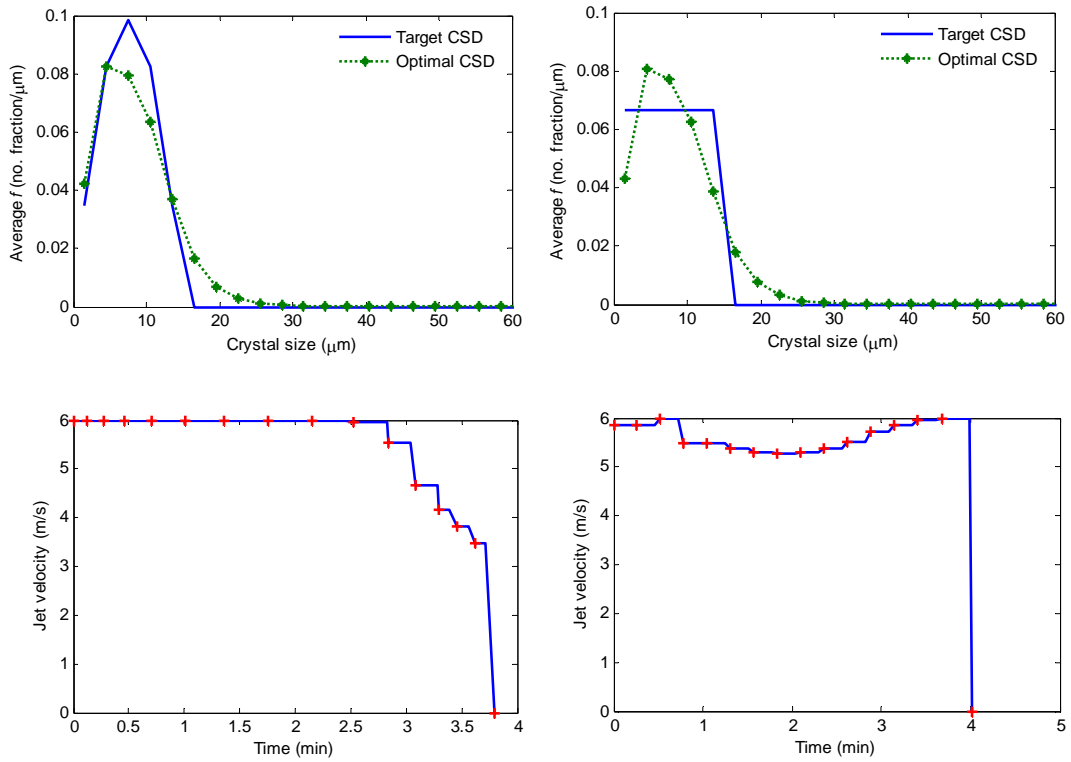 0.1
0.08
0.06
0.04
0.02
0
Average f (no. fraction/μm)
Target CSD
Optimal CSD
0 10 20 30 40 50 60
Crystal size (μm)
0.1
0.08
0.06
0.04
0.02
0
Average f (no. fraction/μm)
Target CSD
Optimal CSD
0 10 20 30 40 50 60
Crystal size (μm)
6
5
4
3
2
1
0
Jet velocity (m/s)
0 0.5 1 1.5 2 2.5 3 3.5 4
Time (min)
6
5
4
3
2
1
0
Jet velocity (m/s)
0 1 2 3 4 5
Time (min)